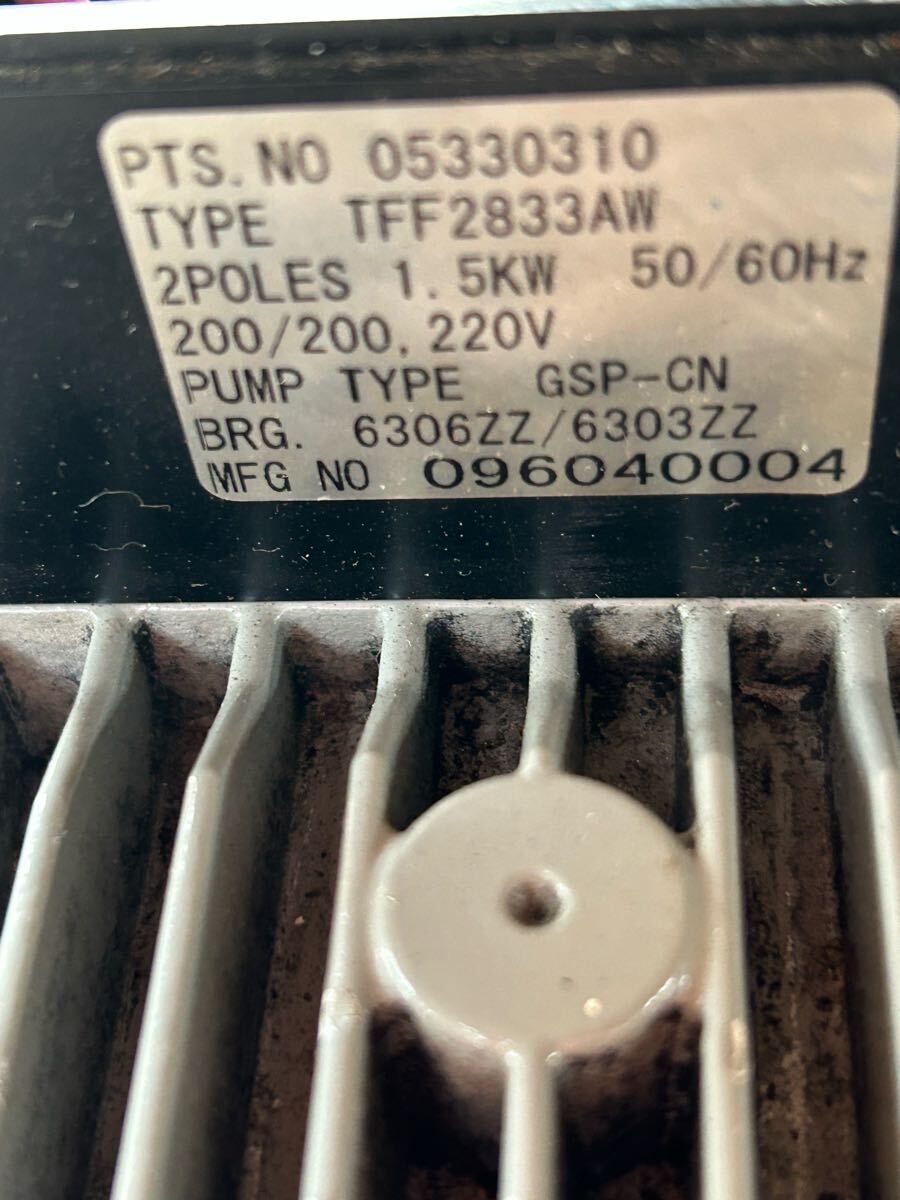 PTS.NO 05330310
TYPE TFF2833AW
2POLES 1.5KW 50/60Hz
200/200,220V
PUMP TYPE GSP-CN
BRG. 6306ZZ/6303ZZ
MFG NO 096040004